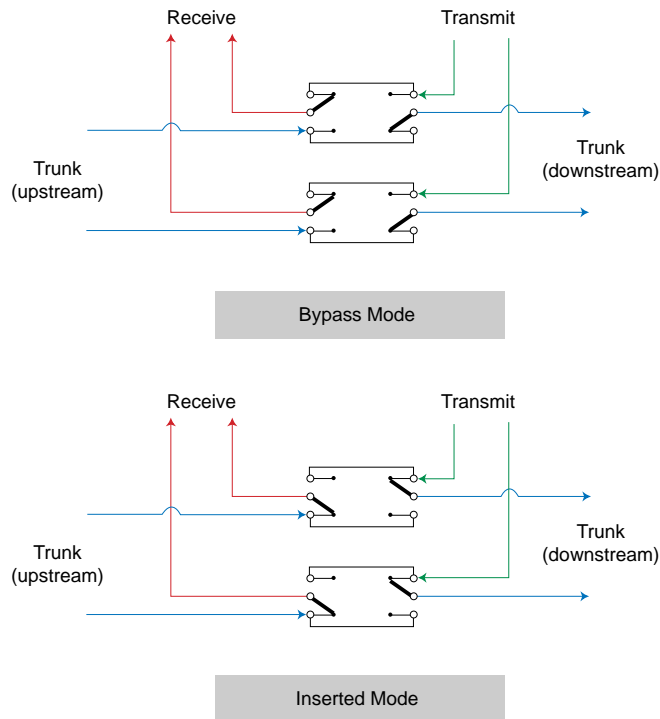 Receive
Transmit
Trunk
(upstream)
Trunk
(downstream)
Bypass Mode
Receive
Transmit
Trunk
(upstream)
Trunk
(downstream)
Inserted Mode